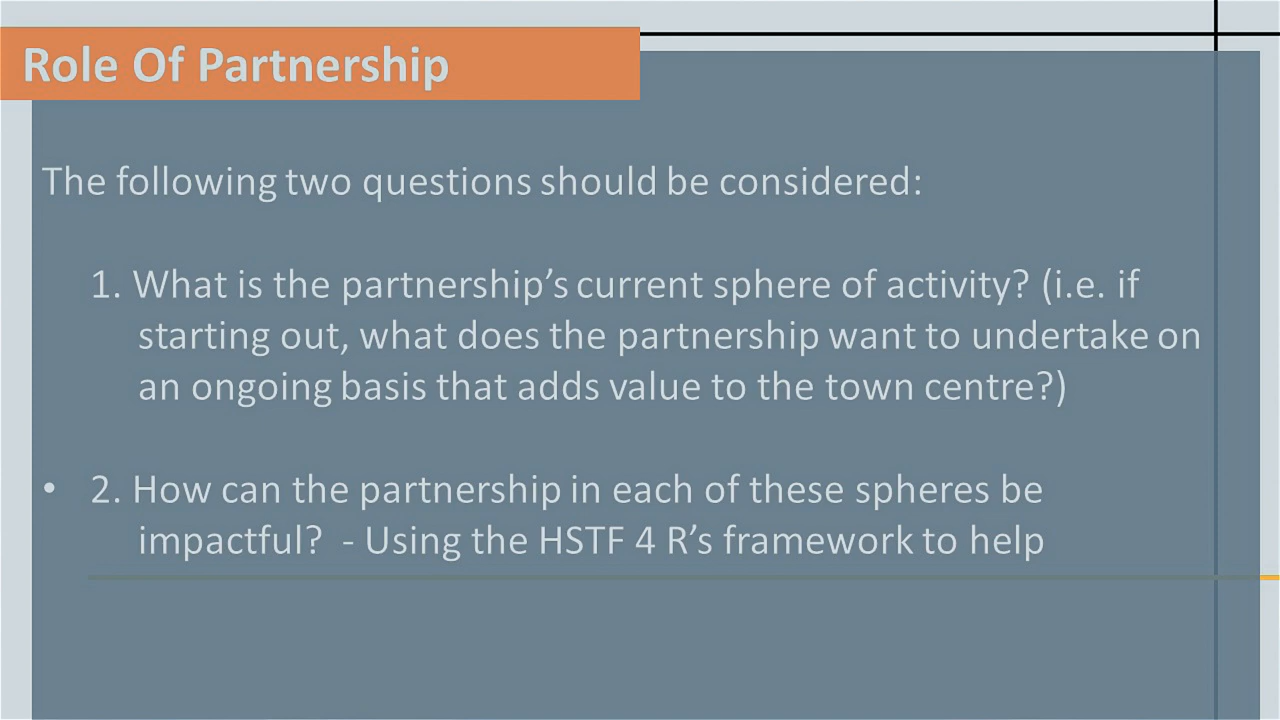 Role Of Partnership
The following two questions should be considered:
1. What is the partnership’s current sphere of activity? (i.e. if
starting out, what does the partnership want to undertake on
an ongoing basis that adds value to the town centre?)
• 2. How can the partnership in each of these spheres be
impactful?  - Using the HSTF 4 R’s framework to help